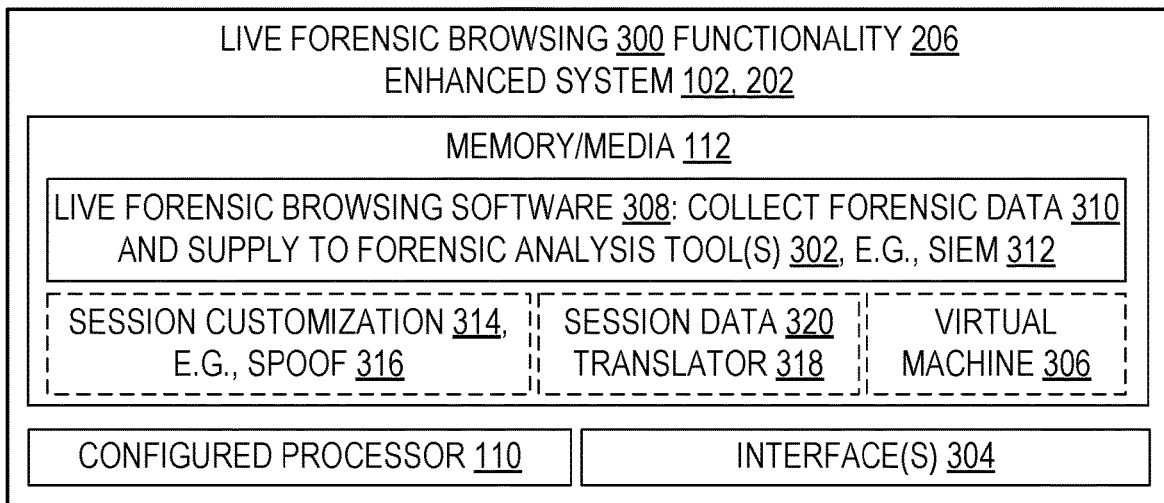 LIVE FORENSIC BROWSING 300 FUNCTIONALITY 206
ENHANCED SYSTEM 102, 202
MEMORY/MEDIA 112
LIVE FORENSIC BROWSING SOFTWARE 308: COLLECT FORENSIC DATA 310
AND SUPPLY TO FORENSIC ANALYSIS TOOL(S) 302, E.G., SIEM 312
SESSION CUSTOMIZATION 314,
E.G., SPOOF 316
SESSION DATA 320
TRANSLATOR 318
VIRTUAL
MACHINE 306
CONFIGURED PROCESSOR 110
INTERFACE(S) 304